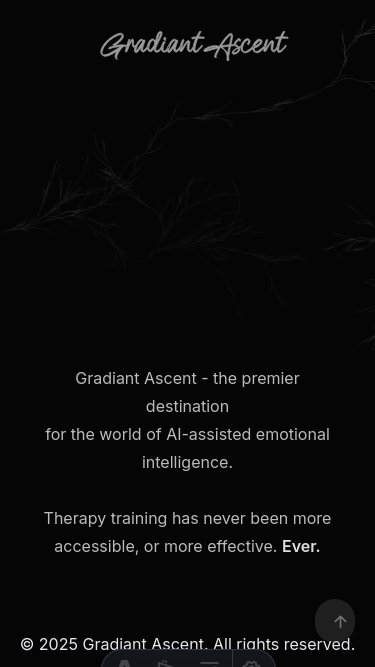 Gradiant Ascent
Gradiant Ascent - the premier
destination
for the world of AI-assisted emotional
intelligence.
Therapy training has never been more
accessible, or more effective. Ever.
© 2025 Gradiant Ascent. All rights reserved.